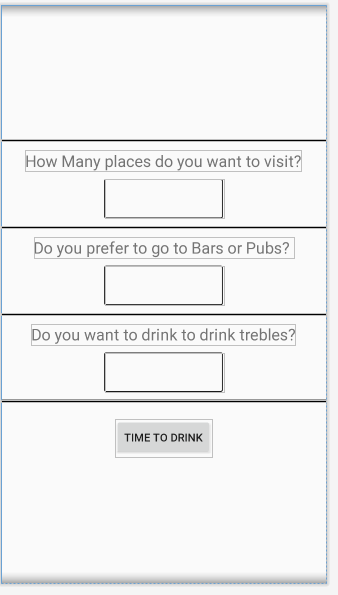 How Many places do you want to visit?
Do you prefer to go to Bars or Pubs?
Do you want to drink to drink trebles?
TIME TO DRINK